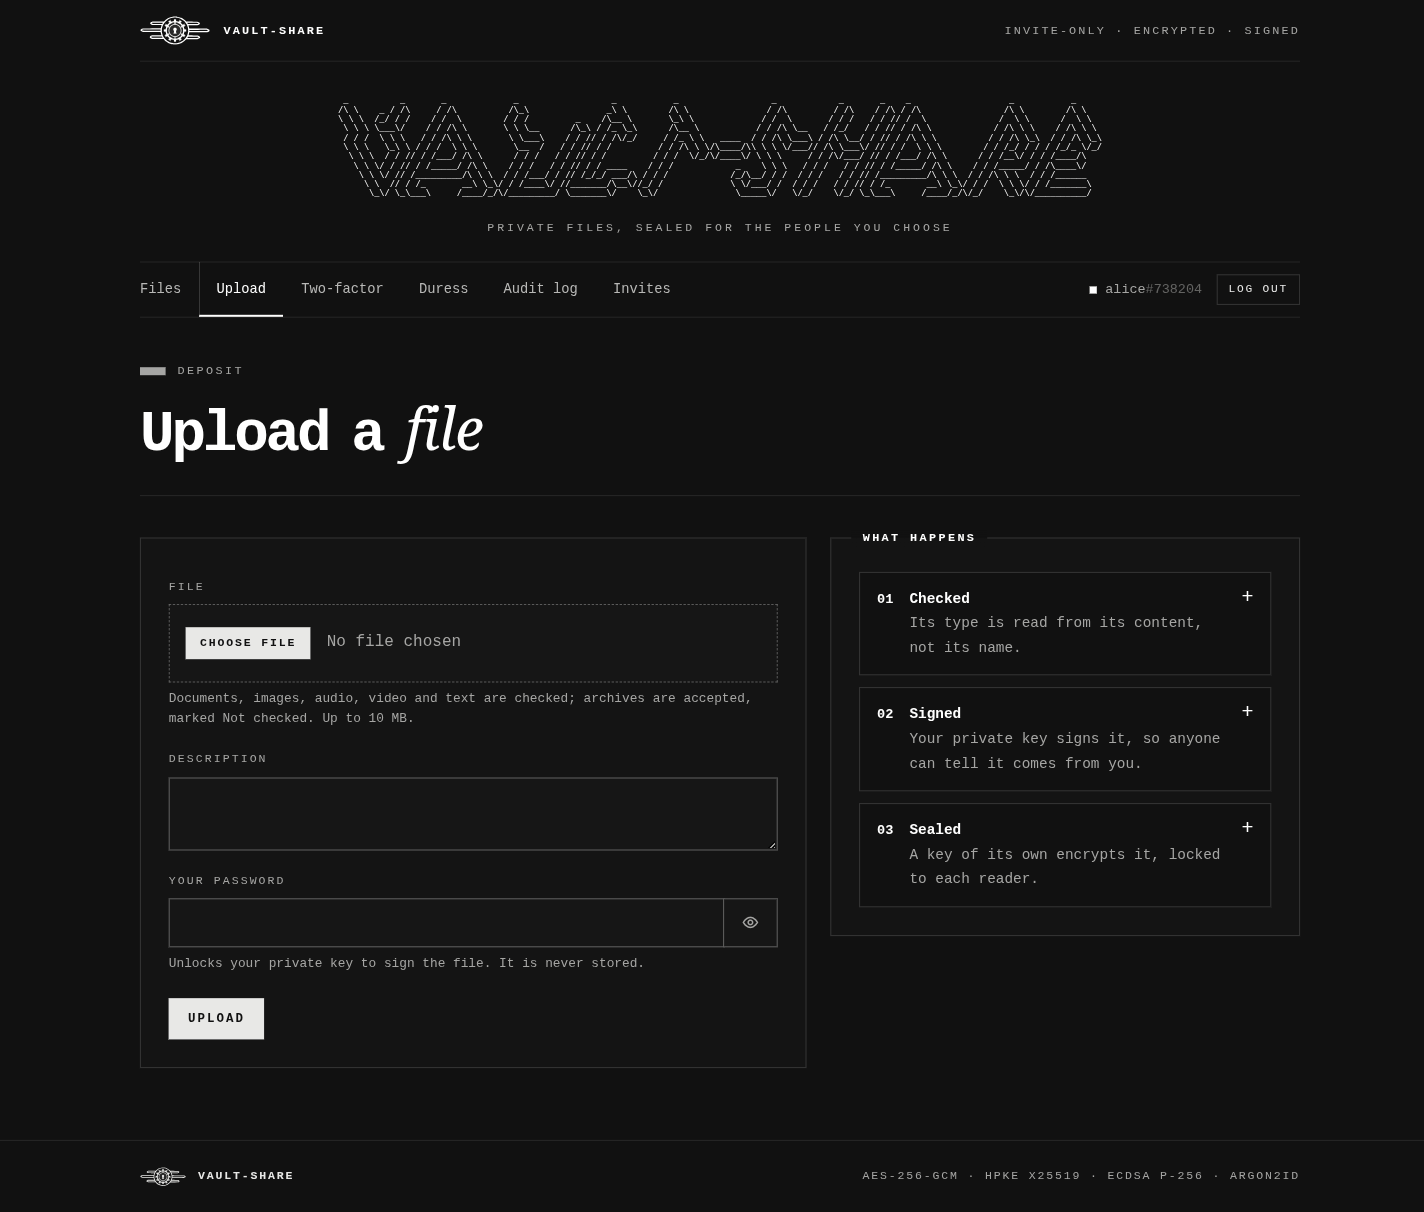 VAULT-SHARE
INVITE-ONLY · ENCRYPTED · SIGNED
VAULT-SHARE
PRIVATE FILES, SEALED FOR THE PEOPLE YOU CHOOSE
Files Upload Two-factor Duress Audit log Invites
alice#738204 LOG OUT
DEPOSIT
Upload a file
FILE
CHOOSE FILE No file chosen
Documents, images, audio, video and text are checked; archives are accepted,
marked Not checked. Up to 10 MB.
DESCRIPTION
YOUR PASSWORD
Unlocks your private key to sign the file. It is never stored.
UPLOAD
WHAT HAPPENS
01 Checked +
Its type is read from its content,
not its name.
02 Signed +
Your private key signs it, so anyone
can tell it comes from you.
03 Sealed +
A key of its own encrypts it, locked
to each reader.
VAULT-SHARE
AES-256-GCM · HPKE X25519 · ECDSA P-256 · ARGON2ID